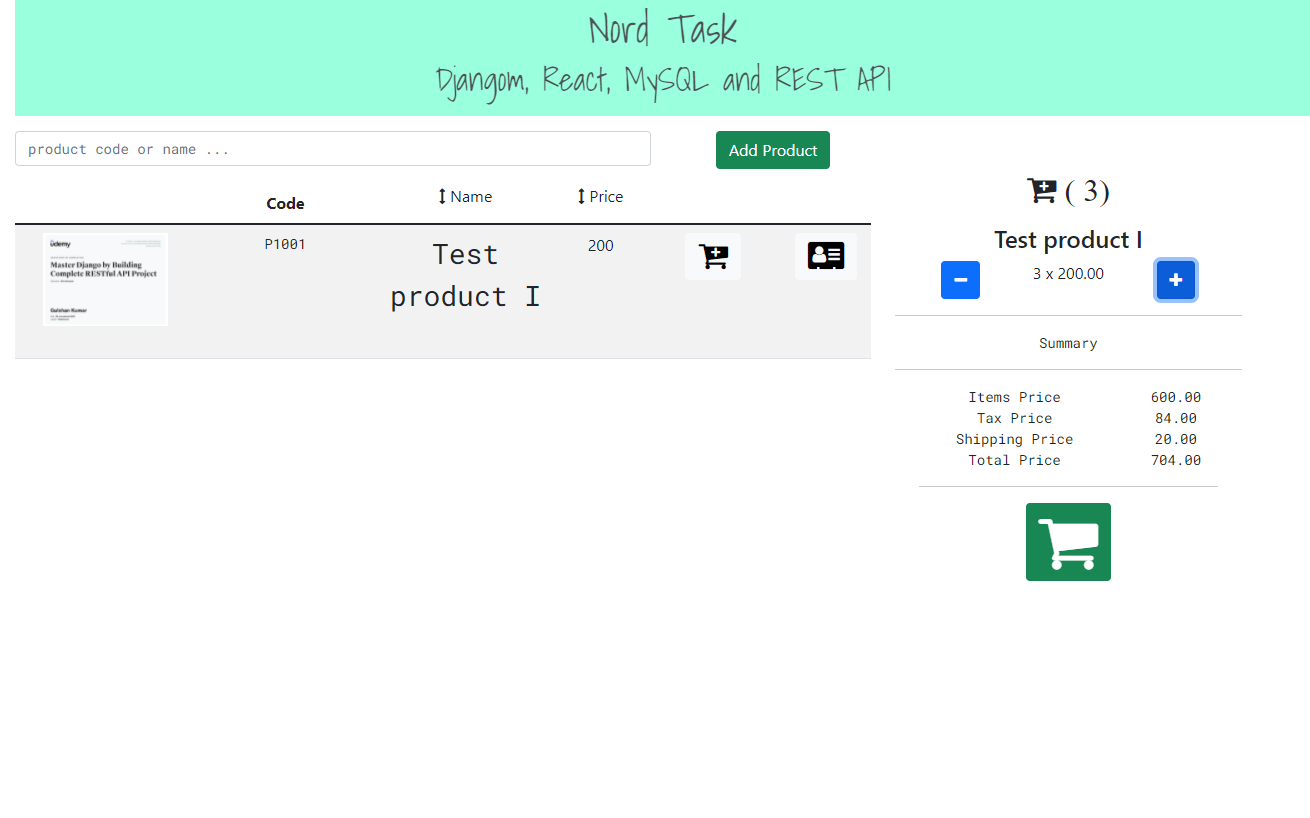 Nord Task
Djangom, React, MySQL and REST API
product code or name ...
Add Product
Code
Name
Price
ûdemy
Master Django by Building
Complete RESTful API Project
Gulshan Kumar
P1001
Test
product I
200
( 3)
Test product I
3 x 200.00
Summary
Items Price 600.00
Tax Price 84.00
Shipping Price 20.00
Total Price 704.00